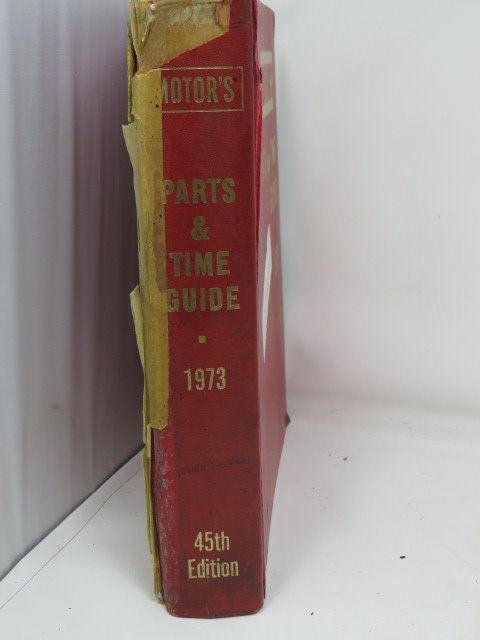 MOTOR'S
PARTS
&
TIME
GUIDE
1973
45th
Edition